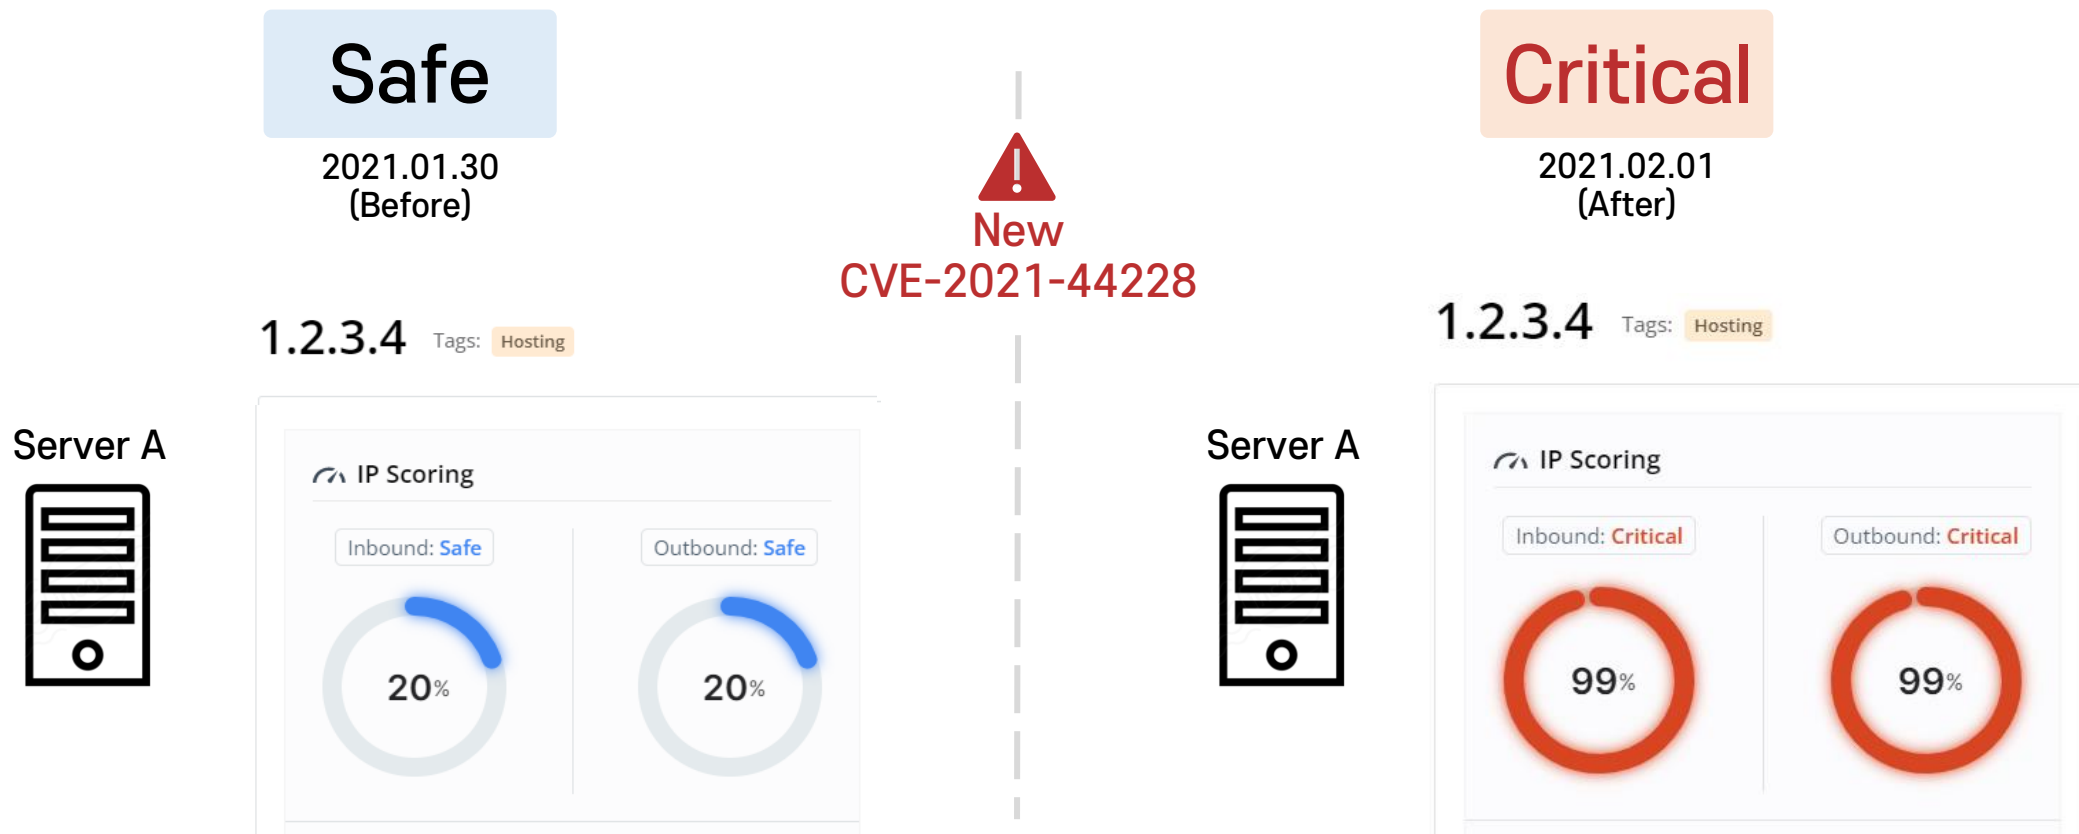 Safe
2021.01.30
(Before)
1.2.3.4 Tags: Hosting
Server A
IP Scoring
Inbound: Safe
Outbound: Safe
20%
20%
New
CVE-2021-44228
Critical
2021.02.01
(After)
1.2.3.4 Tags: Hosting
Server A
IP Scoring
Inbound: Critical
Outbound: Critical
99%
99%